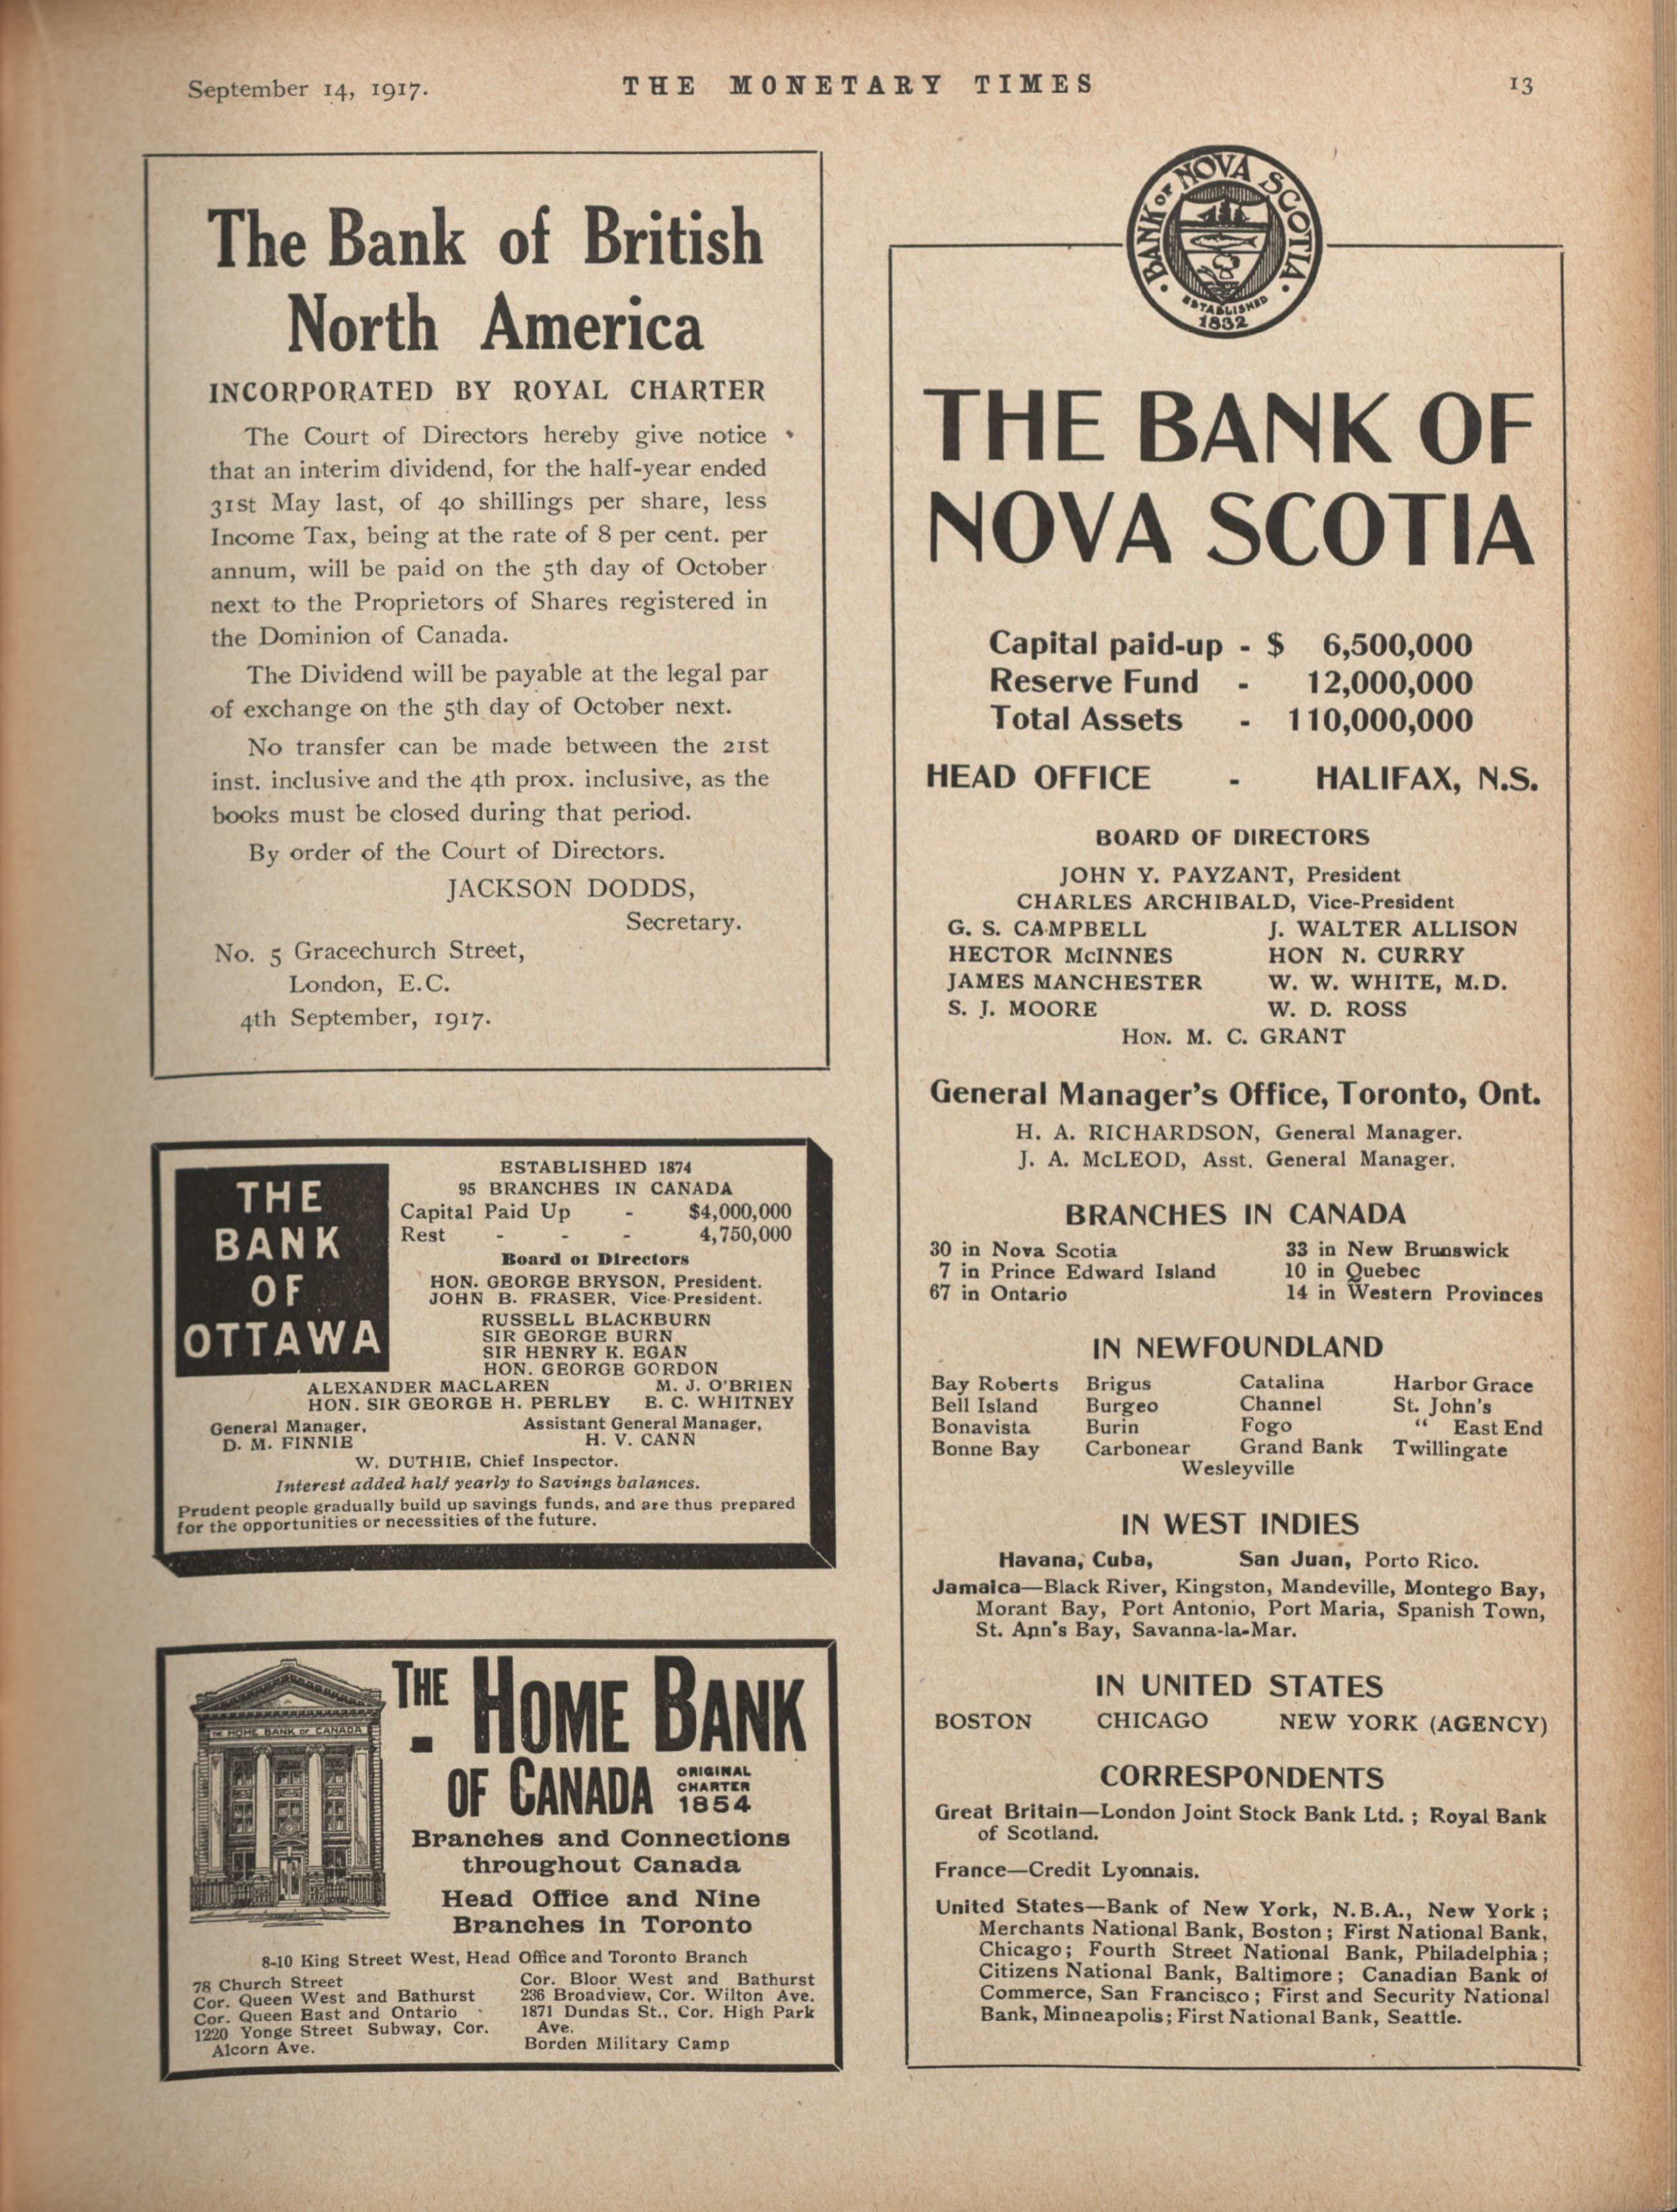 September 14, 1917.
THE MONETARY TIMES
13
The Bank of British
North America
INCORPORATED BY ROYAL CHARTER
The Court of Directors hereby give notice
that an interim dividend, for the half-year ended
31st May last, of 40 shillings per share, less
Income Tax, being at the rate of 8 per cent. per
annum, will be paid on the 5th day of October
next to the Proprietors of Shares registered in
the Dominion of Canada.
The Dividend will be payable at the legal par
of exchange on the 5th day of October next.
No transfer can be made between the 21st
inst. inclusive and the 4th prox. inclusive, as the
books must be closed during that period.
By order of the Court of Directors.
JACKSON DODDS,
Secretary.
No. 5 Gracechurch Street,
London, E.C.
4th September, 1917.
THE
BANK
OF
OTTAWA
ESTABLISHED 1874
95 BRANCHES IN CANADA
Capital Paid Up - $4,000,000
Rest - - - 4,750,000
Board of Directors
HON. GEORGE BRYSON, President.
JOHN B. FRASER, Vice-President.
RUSSELL BLACKBURN
SIR GEORGE BURN
SIR HENRY K. EGAN
HON. GEORGE GORDON
ALEXANDER MACLAREN M. J. O'BRIEN
HON. SIR GEORGE H. PERLEY E. C. WHITNEY
General Manager, Assistant General Manager,
D. M. FINNIE H. V. CANN
W. DUTHIE, Chief Inspector.
Interest added half yearly to Savings balances.
Prudent people gradually build up savings funds, and are thus prepared
for the opportunities or necessities of the future.
THE HOME BANK OF CANADA
THE HOME BANK
OF CANADA
ORIGINAL
CHARTER
1854
Branches and Connections
throughout Canada
Head Office and Nine
Branches in Toronto
8-10 King Street West, Head Office and Toronto Branch
78 Church Street
Cor. Queen West and Bathurst
Cor. Queen East and Ontario
1220 Yonge Street Subway, Cor.
Alcorn Ave.
Cor. Bloor West and Bathurst
236 Broadview, Cor. Wilton Ave.
1871 Dundas St., Cor. High Park
Ave.
Borden Military Camp
BANK OF NOVA SCOTIA
ESTABLISHED
1832
THE BANK OF
NOVA SCOTIA
Capital paid-up - $ 6,500,000
Reserve Fund - 12,000,000
Total Assets - 110,000,000
HEAD OFFICE - HALIFAX, N.S.
BOARD OF DIRECTORS
JOHN Y. PAYZANT, President
CHARLES ARCHIBALD, Vice-President
G. S. CAMPBELL J. WALTER ALLISON
HECTOR McINNES HON N. CURRY
JAMES MANCHESTER W. W. WHITE, M.D.
S. J. MOORE W. D. ROSS
HON. M. C. GRANT
General Manager's Office, Toronto, Ont.
H. A. RICHARDSON, General Manager.
J. A. McLEOD, Asst. General Manager.
BRANCHES IN CANADA
30 in Nova Scotia 33 in New Brunswick
7 in Prince Edward Island 10 in Quebec
67 in Ontario 14 in Western Provinces
IN NEWFOUNDLAND
Bay Roberts Brigus Catalina Harbor Grace
Bell Island Burgeo Channel St. John's
Bonavista Burin Fogo " East End
Bonne Bay Carbonear Grand Bank Twillingate
Wesleyville
IN WEST INDIES
Havana, Cuba, San Juan, Porto Rico.
Jamaica—Black River, Kingston, Mandeville, Montego Bay,
Morant Bay, Port Antonio, Port Maria, Spanish Town,
St. Ann's Bay, Savanna-la-Mar.
IN UNITED STATES
BOSTON CHICAGO NEW YORK (AGENCY)
CORRESPONDENTS
Great Britain—London Joint Stock Bank Ltd. ; Royal Bank
of Scotland.
France—Credit Lyonnais.
United States—Bank of New York, N.B.A., New York ;
Merchants National Bank, Boston ; First National Bank,
Chicago ; Fourth Street National Bank, Philadelphia ;
Citizens National Bank, Baltimore ; Canadian Bank of
Commerce, San Francisco ; First and Security National
Bank, Minneapolis ; First National Bank, Seattle.